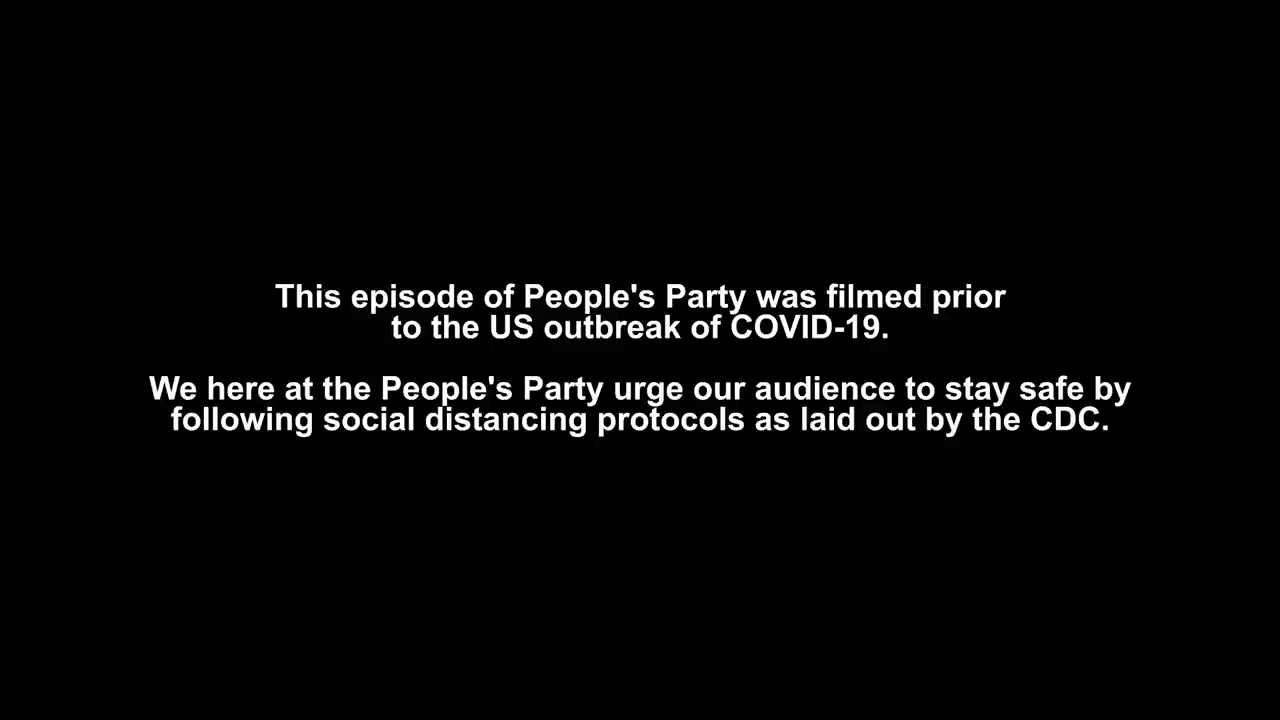 This episode of People's Party was filmed prior
to the US outbreak of COVID-19.
We here at the People's Party urge our audience to stay safe by
following social distancing protocols as laid out by the CDC.